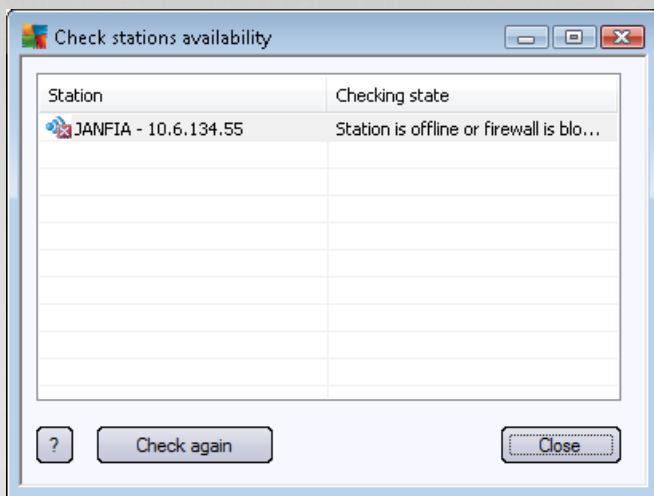 Check stations availability
Station Checking state
JANFIA - 10.6.134.55 Station is offline or firewall is blo...
? Check again Close